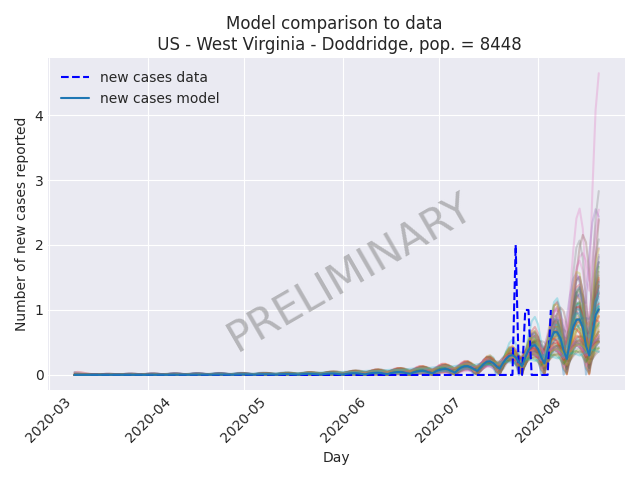 Model comparison to data
US - West Virginia - Doddridge, pop. = 8448
new cases data
new cases model
Number of new cases reported
4
3
2
1
0
PRELIMINARY
2020-03
2020-04
2020-05
2020-06
2020-07
2020-08
Day